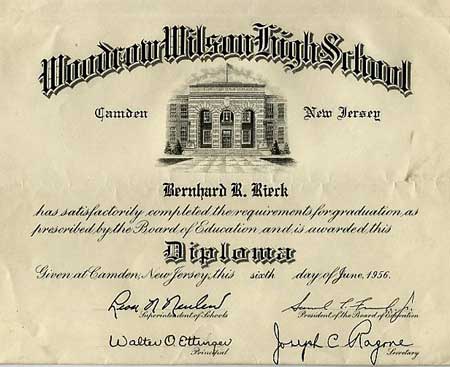 Woodrow Wilson High School
Camden New Jersey
Bernhard R. Rieck
has satisfactorily completed the requirements for graduation, as
prescribed by the Board of Education and is awarded this
Diploma
Given at Camden, New Jersey, this sixth day of June, 1956.
Superintendent of Schools
President of the Board of Education
Walter O. Ettinger
Joseph C. Ragone
Principal
Secretary